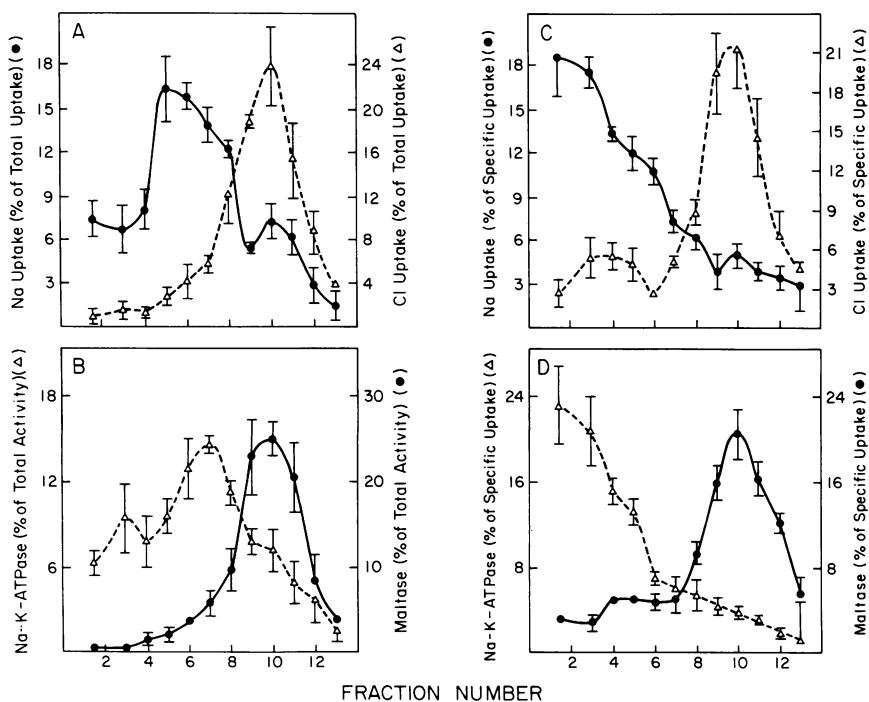 A
Na Uptake (% of Total Uptake) (●)
18
15
12
9
6
3
24
20
16
12
8
4
Cl Uptake (% of Total Uptake) (△)
C
Na Uptake (% of Specific Uptake) (●)
18
15
12
9
6
3
21
18
15
12
9
6
3
Cl Uptake (% of Specific Uptake) (△)
B
Na-K-ATPase (% of Total Activity) (△)
18
12
6
30
20
10
Maltase (% of Total Activity) (●)
2 4 6 8 10 12
D
Na-K-ATPase (% of Specific Uptake) (△)
24
16
8
24
16
8
Maltase (% of Specific Uptake) (●)
2 4 6 8 10 12
FRACTION NUMBER